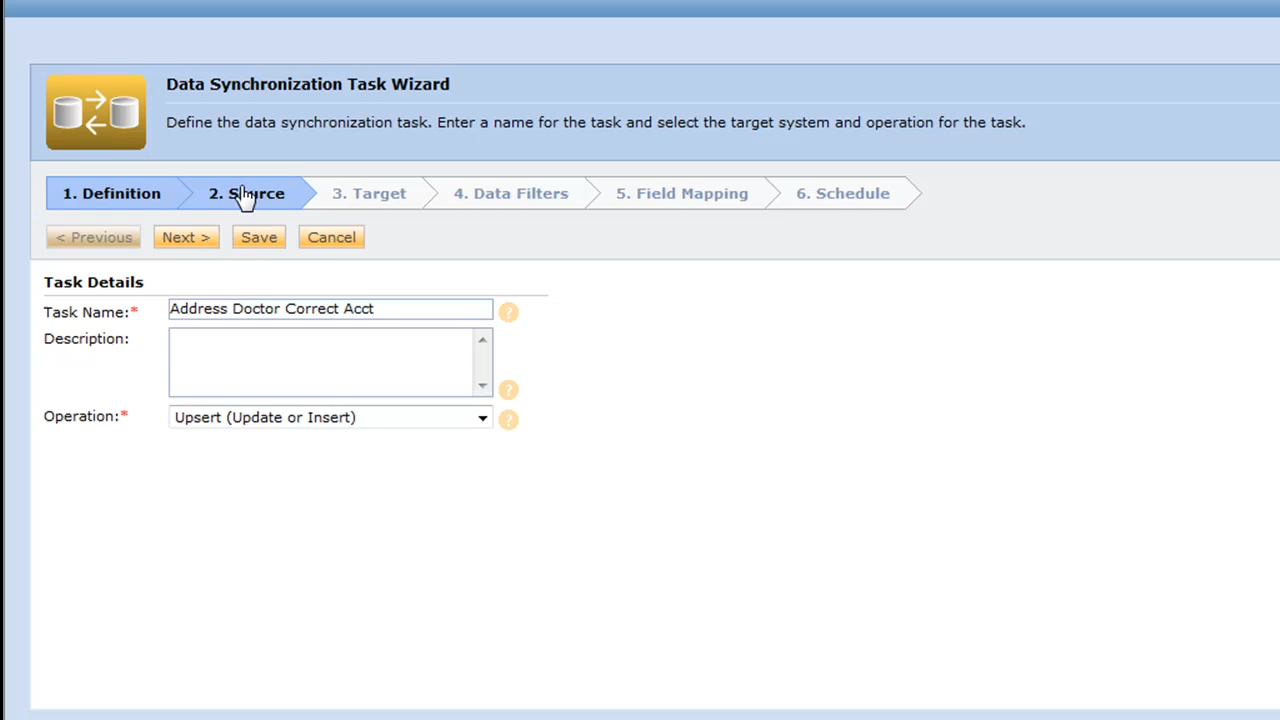 Data Synchronization Task Wizard
Define the data synchronization task. Enter a name for the task and select the target system and operation for the task.
1. Definition 2. Source 3. Target 4. Data Filters 5. Field Mapping 6. Schedule
< Previous Next > Save Cancel
Task Details
Task Name:* Address Doctor Correct Acct ?
Description:
?
Operation:* Upsert (Update or Insert) ?